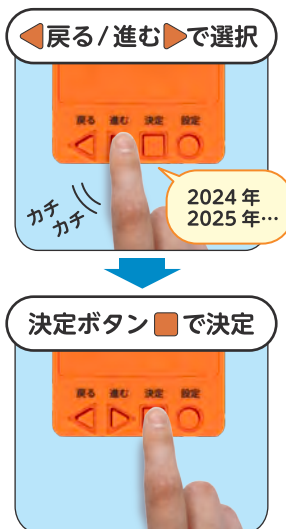 ◀戻る/進む▶で選択
戻る 進む 決定 設定
カチ
カチ
2024年
2025年…
決定ボタン■で決定
戻る 進む 決定 設定